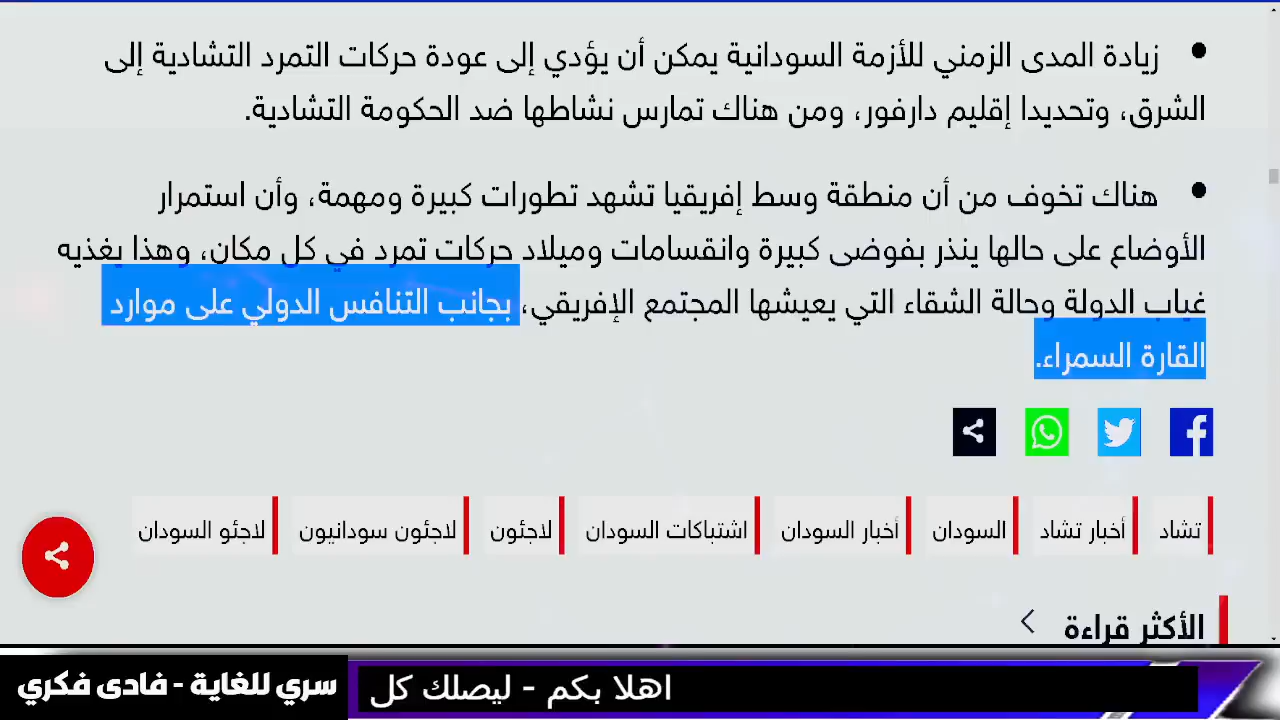 زيادة المدى الزمني للأزمة السودانية يمكن أن يؤدي إلى عودة حركات التمرد التشادية إلى
الشرق، وتحديدا إقليم دارفور، ومن هناك تمارس نشاطها ضد الحكومة التشادية.
هناك تخوف من أن منطقة وسط إفريقيا تشهد تطورات كبيرة ومهمة، وأن استمرار
الأوضاع على حالها ينذر بفوضى كبيرة وانقسامات وميلاد حركات تمرد في كل مكان، وهذا يغذيه
غياب الدولة وحالة الشقاء التي يعيشها المجتمع الإفريقي، بجانب التنافس الدولي على موارد
القارة السمراء.
تشاد
أخبار تشاد
السودان
أخبار السودان
اشتباكات السودان
لاجئون
لاجئون سودانيون
لاجئو السودان
الأكثر قراءة
اهلا بكم - ليصلك كل
سري للغاية - فادى فكري